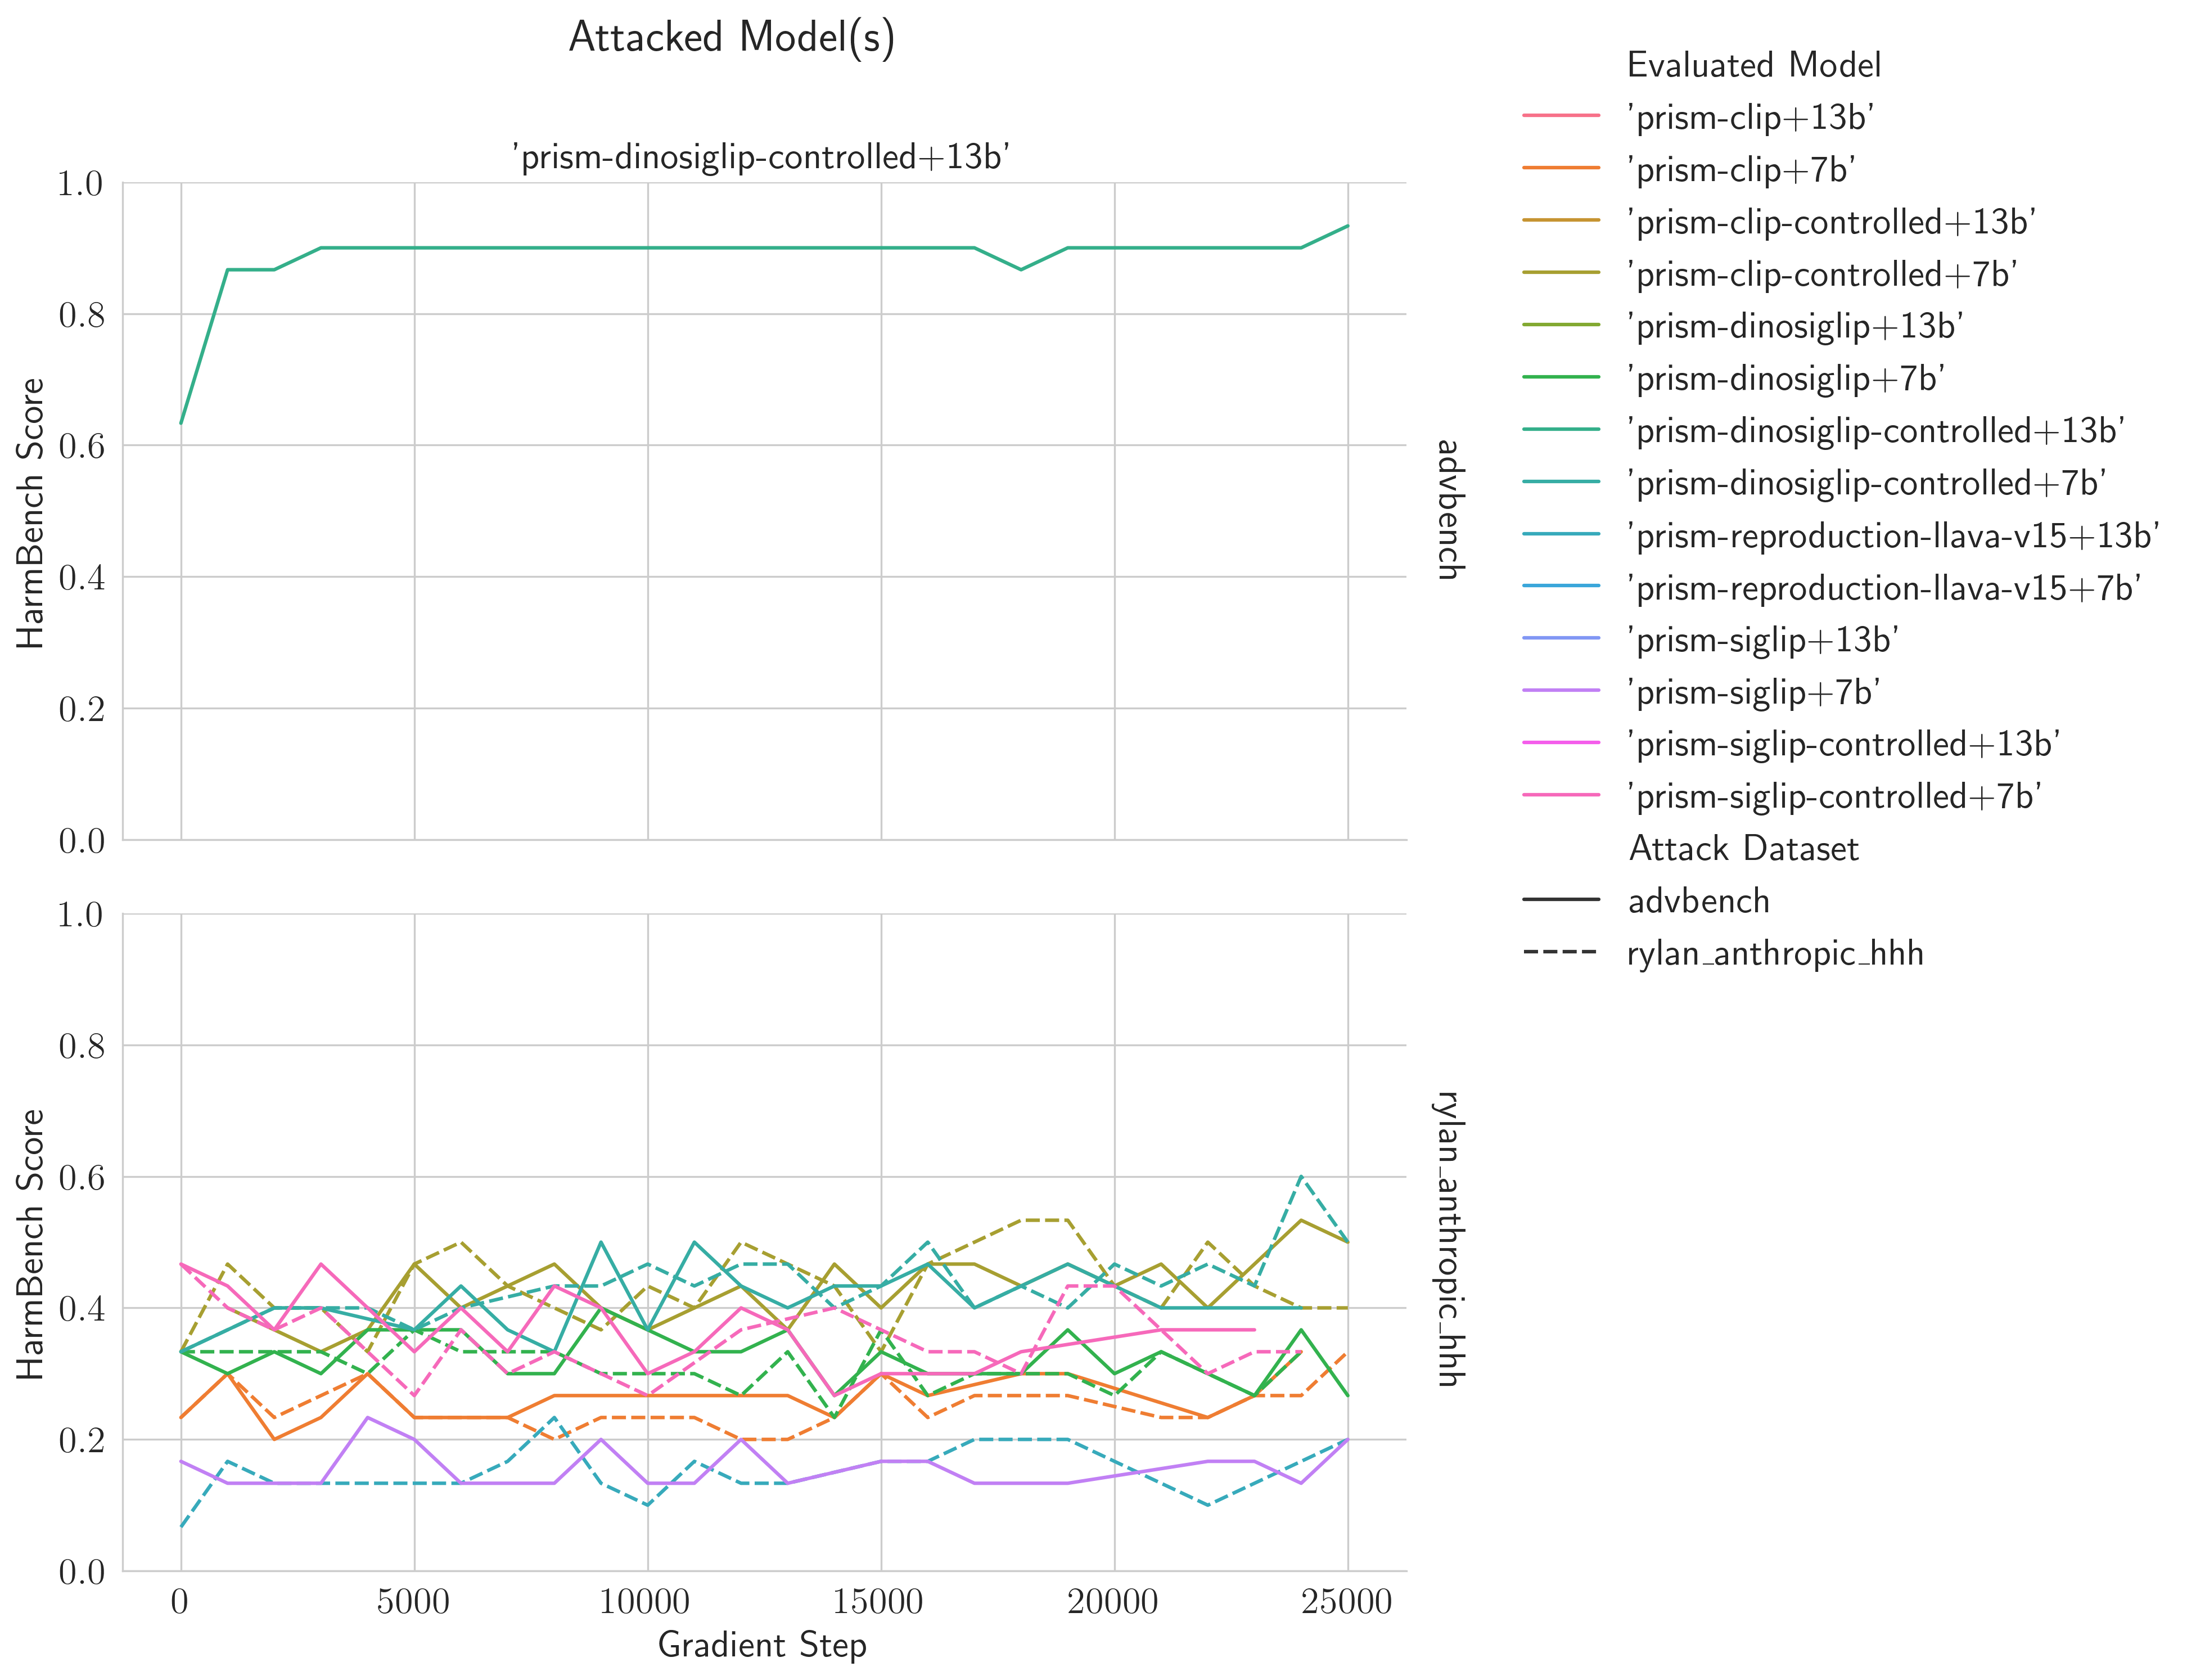 Attacked Model(s)
'prism-dinosiglip-controlled+13b'
HarmBench Score
1.0
0.8
0.6
0.4
0.2
0.0
advbench
HarmBench Score
1.0
0.8
0.6
0.4
0.2
0.0
rylan_anthropic_hhh
0 5000 10000 15000 20000 25000
Gradient Step
Evaluated Model
'prism-clip+13b'
'prism-clip+7b'
'prism-clip-controlled+13b'
'prism-clip-controlled+7b'
'prism-dinosiglip+13b'
'prism-dinosiglip+7b'
'prism-dinosiglip-controlled+13b'
'prism-dinosiglip-controlled+7b'
'prism-reproduction-llava-v15+13b'
'prism-reproduction-llava-v15+7b'
'prism-siglip+13b'
'prism-siglip+7b'
'prism-siglip-controlled+13b'
'prism-siglip-controlled+7b'
Attack Dataset
advbench
rylan_anthropic_hhh